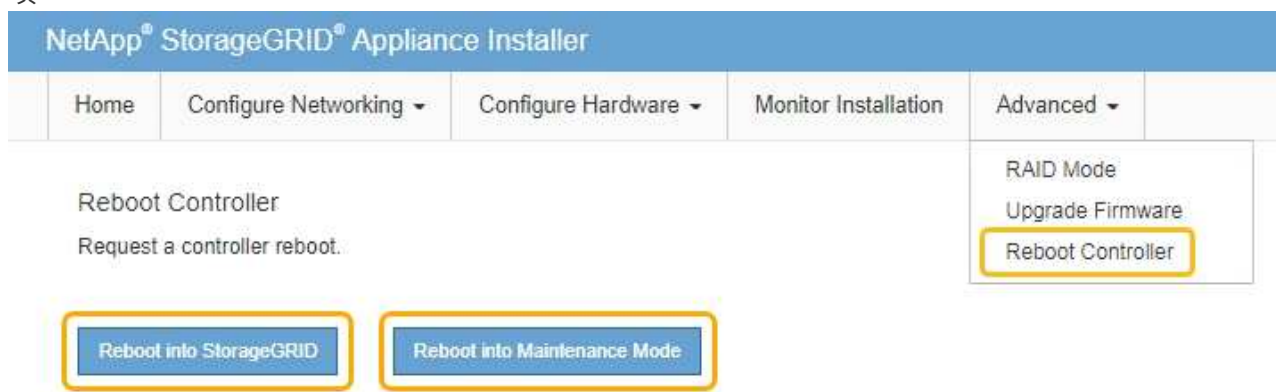 NetApp® StorageGRID® Appliance Installer
Home Configure Networking Configure Hardware Monitor Installation Advanced
RAID Mode
Upgrade Firmware
Reboot Controller
Reboot Controller
Request a controller reboot.
Reboot into StorageGRID Reboot into Maintenance Mode